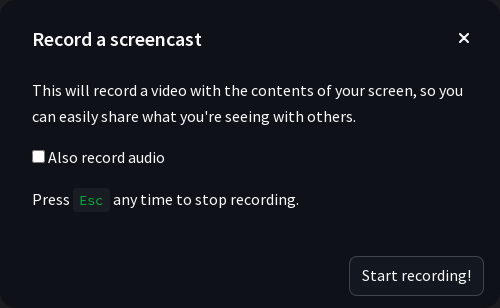 Record a screencast
This will record a video with the contents of your screen, so you
can easily share what you're seeing with others.
Also record audio
Press Esc any time to stop recording.
Start recording!